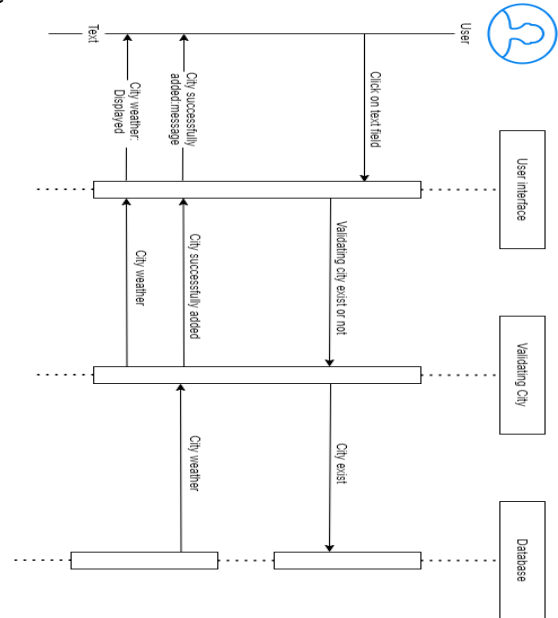 User
User interface
Validating City
Database
Click on text field
Validating city exist or not
City exist
City weather
City successfully added
City successfully
added:message
City weather
City weather:
Displayed
Text